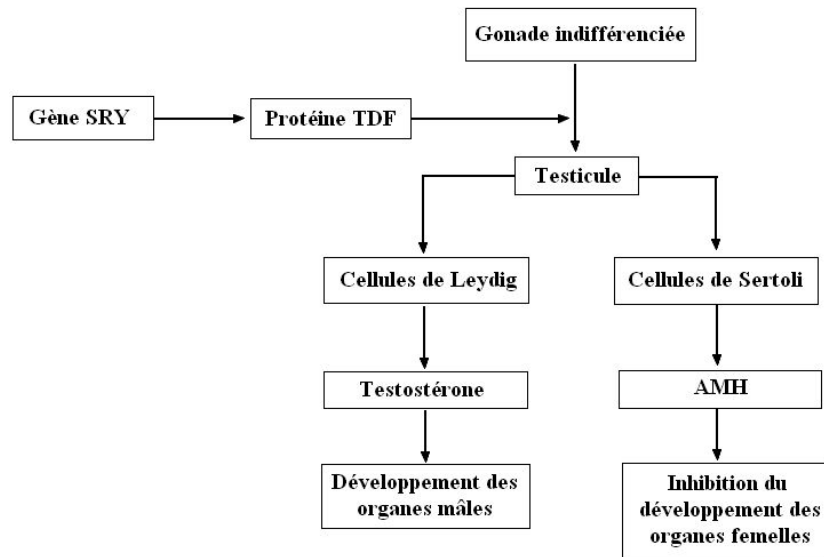 Gonade indifférenciée
Gène SRY
Protéine TDF
Testicule
Cellules de Leydig
Cellules de Sertoli
Testostérone
AMH
Développement des
organes mâles
Inhibition du
développement des
organes femelles